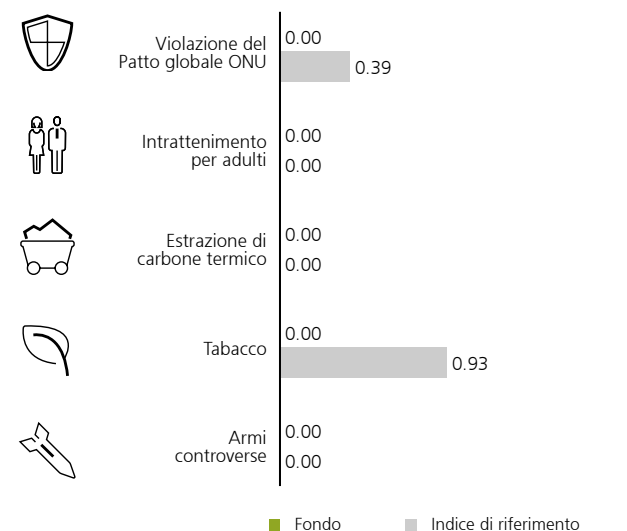 0.00
Violazione del
Patto globale ONU
0.39
0.00
Intrattenimento
per adulti
0.00
0.00
Estrazione di
carbone termico
0.00
0.00
Tabacco
0.93
0.00
Armi
controverse
0.00
Fondo Indice di riferimento